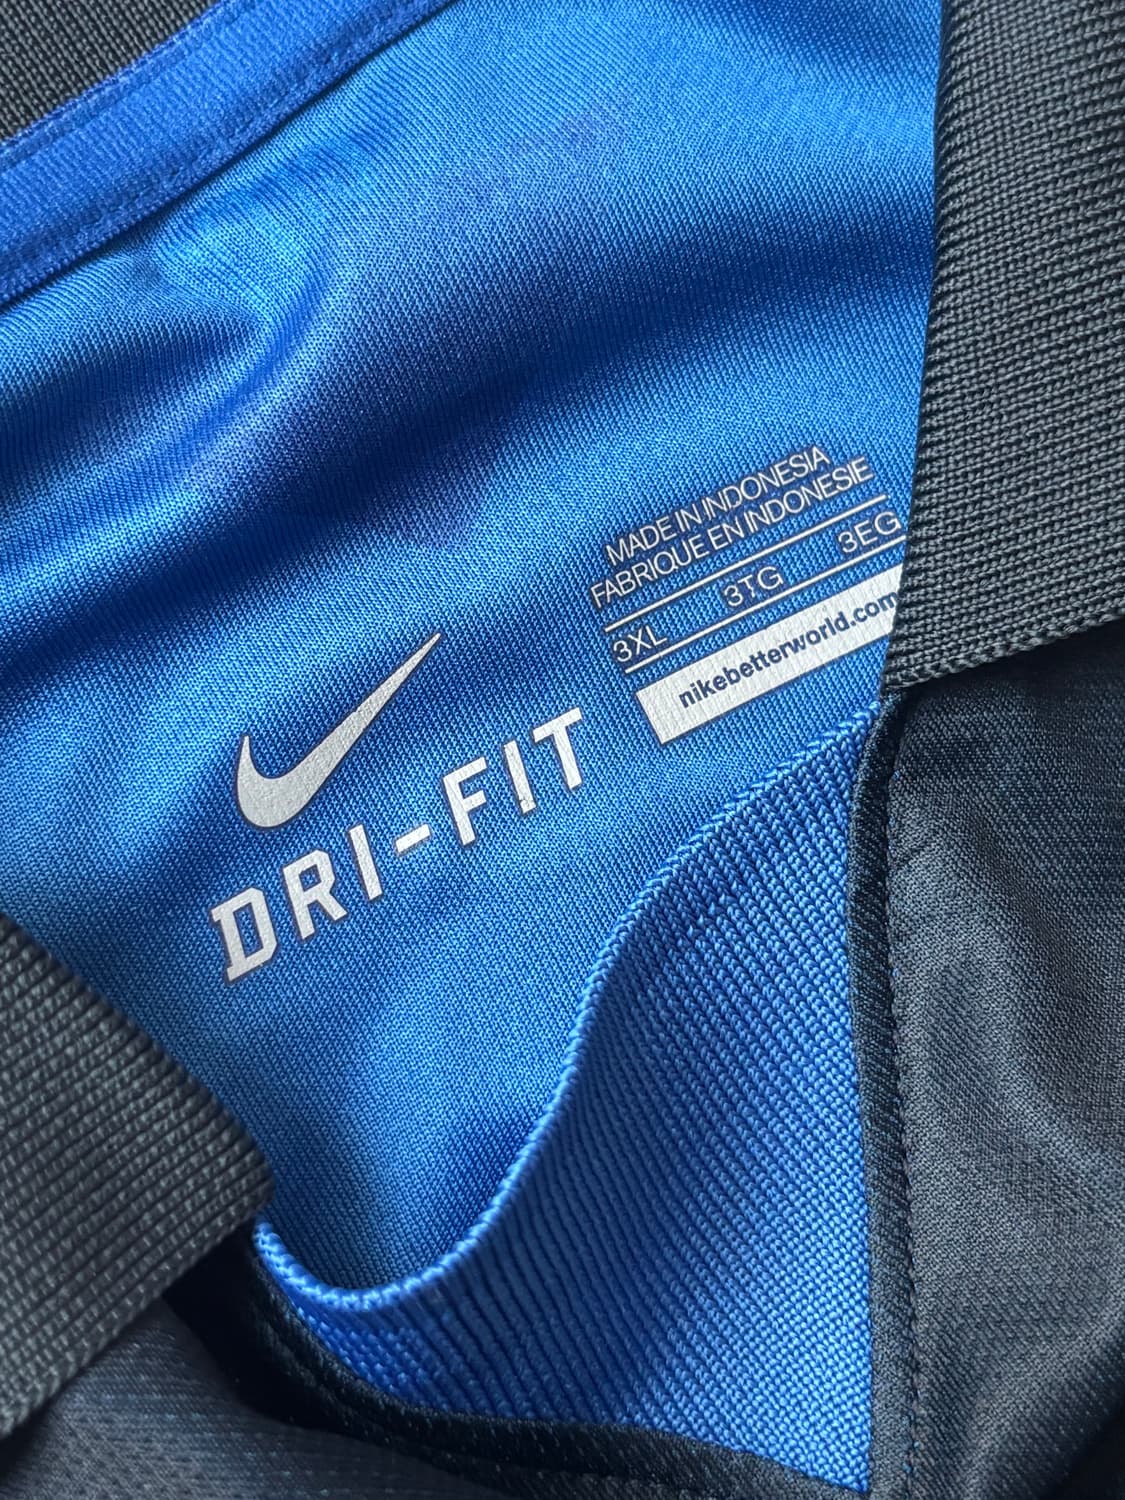 MADE IN INDONESIA
FABRIQUE EN INDONESIE
3XL 3TG 3EG
nikebetterworld.com
DRI-FIT